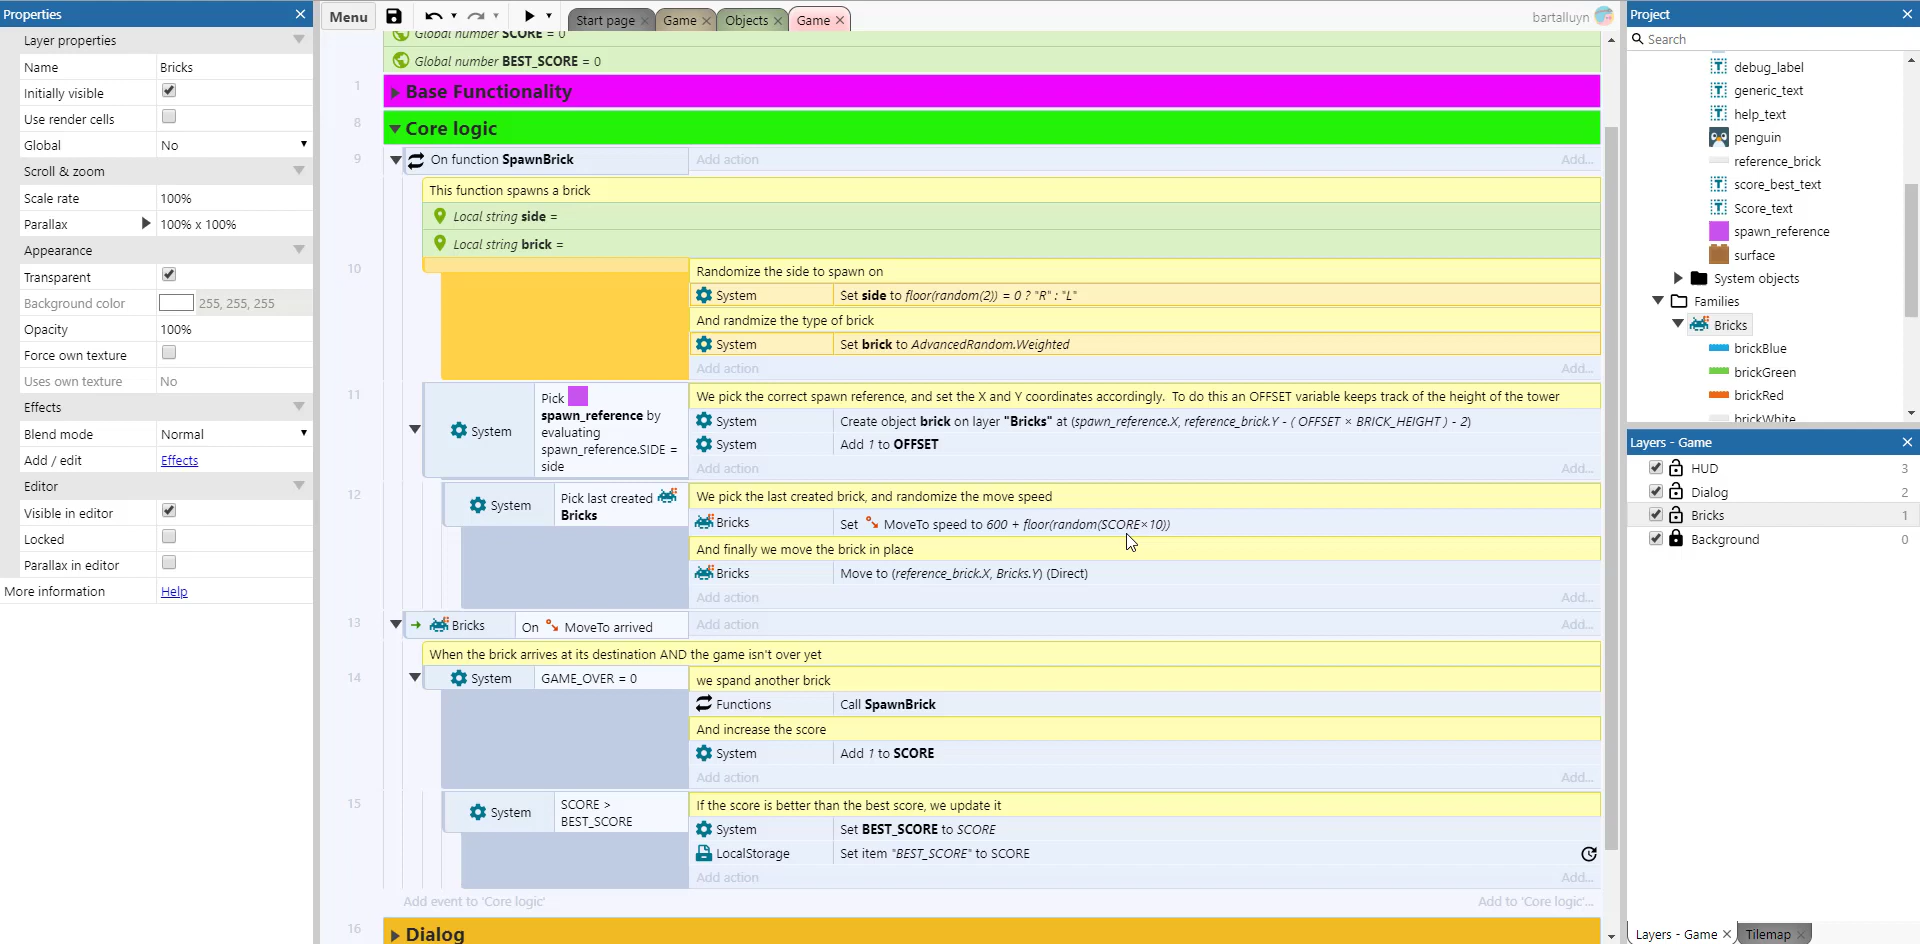 Properties
Layer properties
Name Bricks
Initially visible
Use render cells
Global No
Scroll & zoom
Scale rate 100%
Parallax 100% x 100%
Appearance
Transparent
Background color 255, 255, 255
Opacity 100%
Force own texture
Uses own texture No
Effects
Blend mode Normal
Add / edit Effects
Editor
Visible in editor
Locked
Parallax in editor
More information Help
Menu
Start page
Game
Objects
Game
bartalluyn
Global number SCORE = 0
Global number BEST_SCORE = 0
1 Base Functionality
8 Core logic
9 On function SpawnBrick Add action Add...
This function spawns a brick
Local string side =
Local string brick =
10 Randomize the side to spawn on
System Set side to floor(random(2)) = 0 ? "R" : "L"
And randmize the type of brick
System Set brick to AdvancedRandom.Weighted
Add action Add...
11 System Pick spawn_reference by evaluating spawn_reference.SIDE = side
We pick the correct spawn reference, and set the X and Y coordinates accordingly. To do this an OFFSET variable keeps track of the height of the tower
System Create object brick on layer "Bricks" at (spawn_reference.X, reference_brick.Y - ( OFFSET × BRICK_HEIGHT ) - 2)
System Add 1 to OFFSET
Add action Add...
12 System Pick last created Bricks
We pick the last created brick, and randomize the move speed
Bricks Set MoveTo speed to 600 + floor(random(SCORE×10))
And finally we move the brick in place
Bricks Move to (reference_brick.X, Bricks.Y) (Direct)
Add action Add...
13 Bricks On MoveTo arrived Add action Add...
When the brick arrives at its destination AND the game isn't over yet
14 System GAME_OVER = 0
we spand another brick
Functions Call SpawnBrick
And increase the score
System Add 1 to SCORE
Add action Add...
15 System SCORE > BEST_SCORE
If the score is better than the best score, we update it
System Set BEST_SCORE to SCORE
LocalStorage Set item "BEST_SCORE" to SCORE
Add action Add...
Add event to 'Core logic' Add to 'Core logic'...
16 Dialog
Project
Search
debug_label
generic_text
help_text
penguin
reference_brick
score_best_text
Score_text
spawn_reference
surface
System objects
Families
Bricks
brickBlue
brickGreen
brickRed
brickWhite
Layers - Game
HUD 3
Dialog 2
Bricks 1
Background 0
Layers - Game
Tilemap